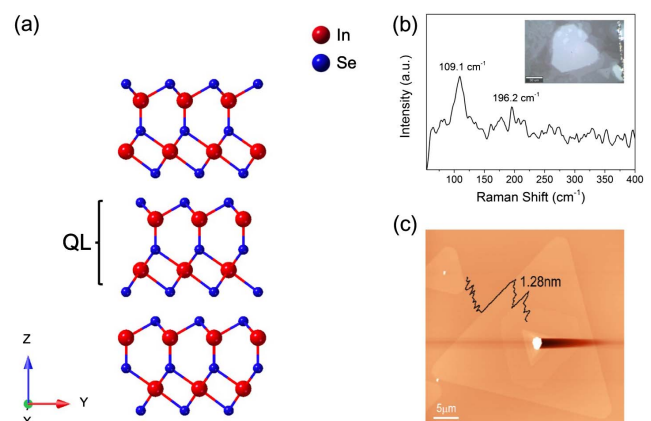 (a)
In
Se
QL
Z
Y
X
(b)
Intensity (a.u.)
109.1 cm⁻¹
196.2 cm⁻¹
100 150 200 250 300 350 400
Raman Shift (cm⁻¹)
(c)
1.28nm
5μm